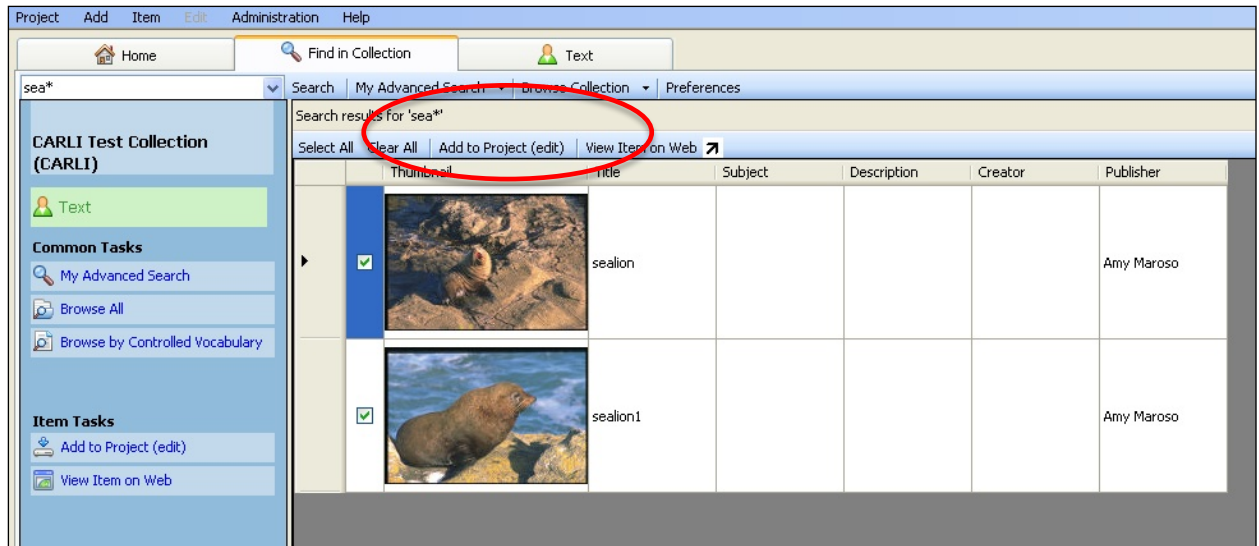 Project Add Item Edit Administration Help
Home Find in Collection Text
sea* Search My Advanced Search Browse Collection Preferences
Search results for 'sea*'
Select All Clear All Add to Project (edit) View Item on Web
CARLI Test Collection
(CARLI)
Text
Common Tasks
My Advanced Search
Browse All
Browse by Controlled Vocabulary
Item Tasks
Add to Project (edit)
View Item on Web
Thumbnail Title Subject Description Creator Publisher
sealion Amy Maroso
sealion1 Amy Maroso